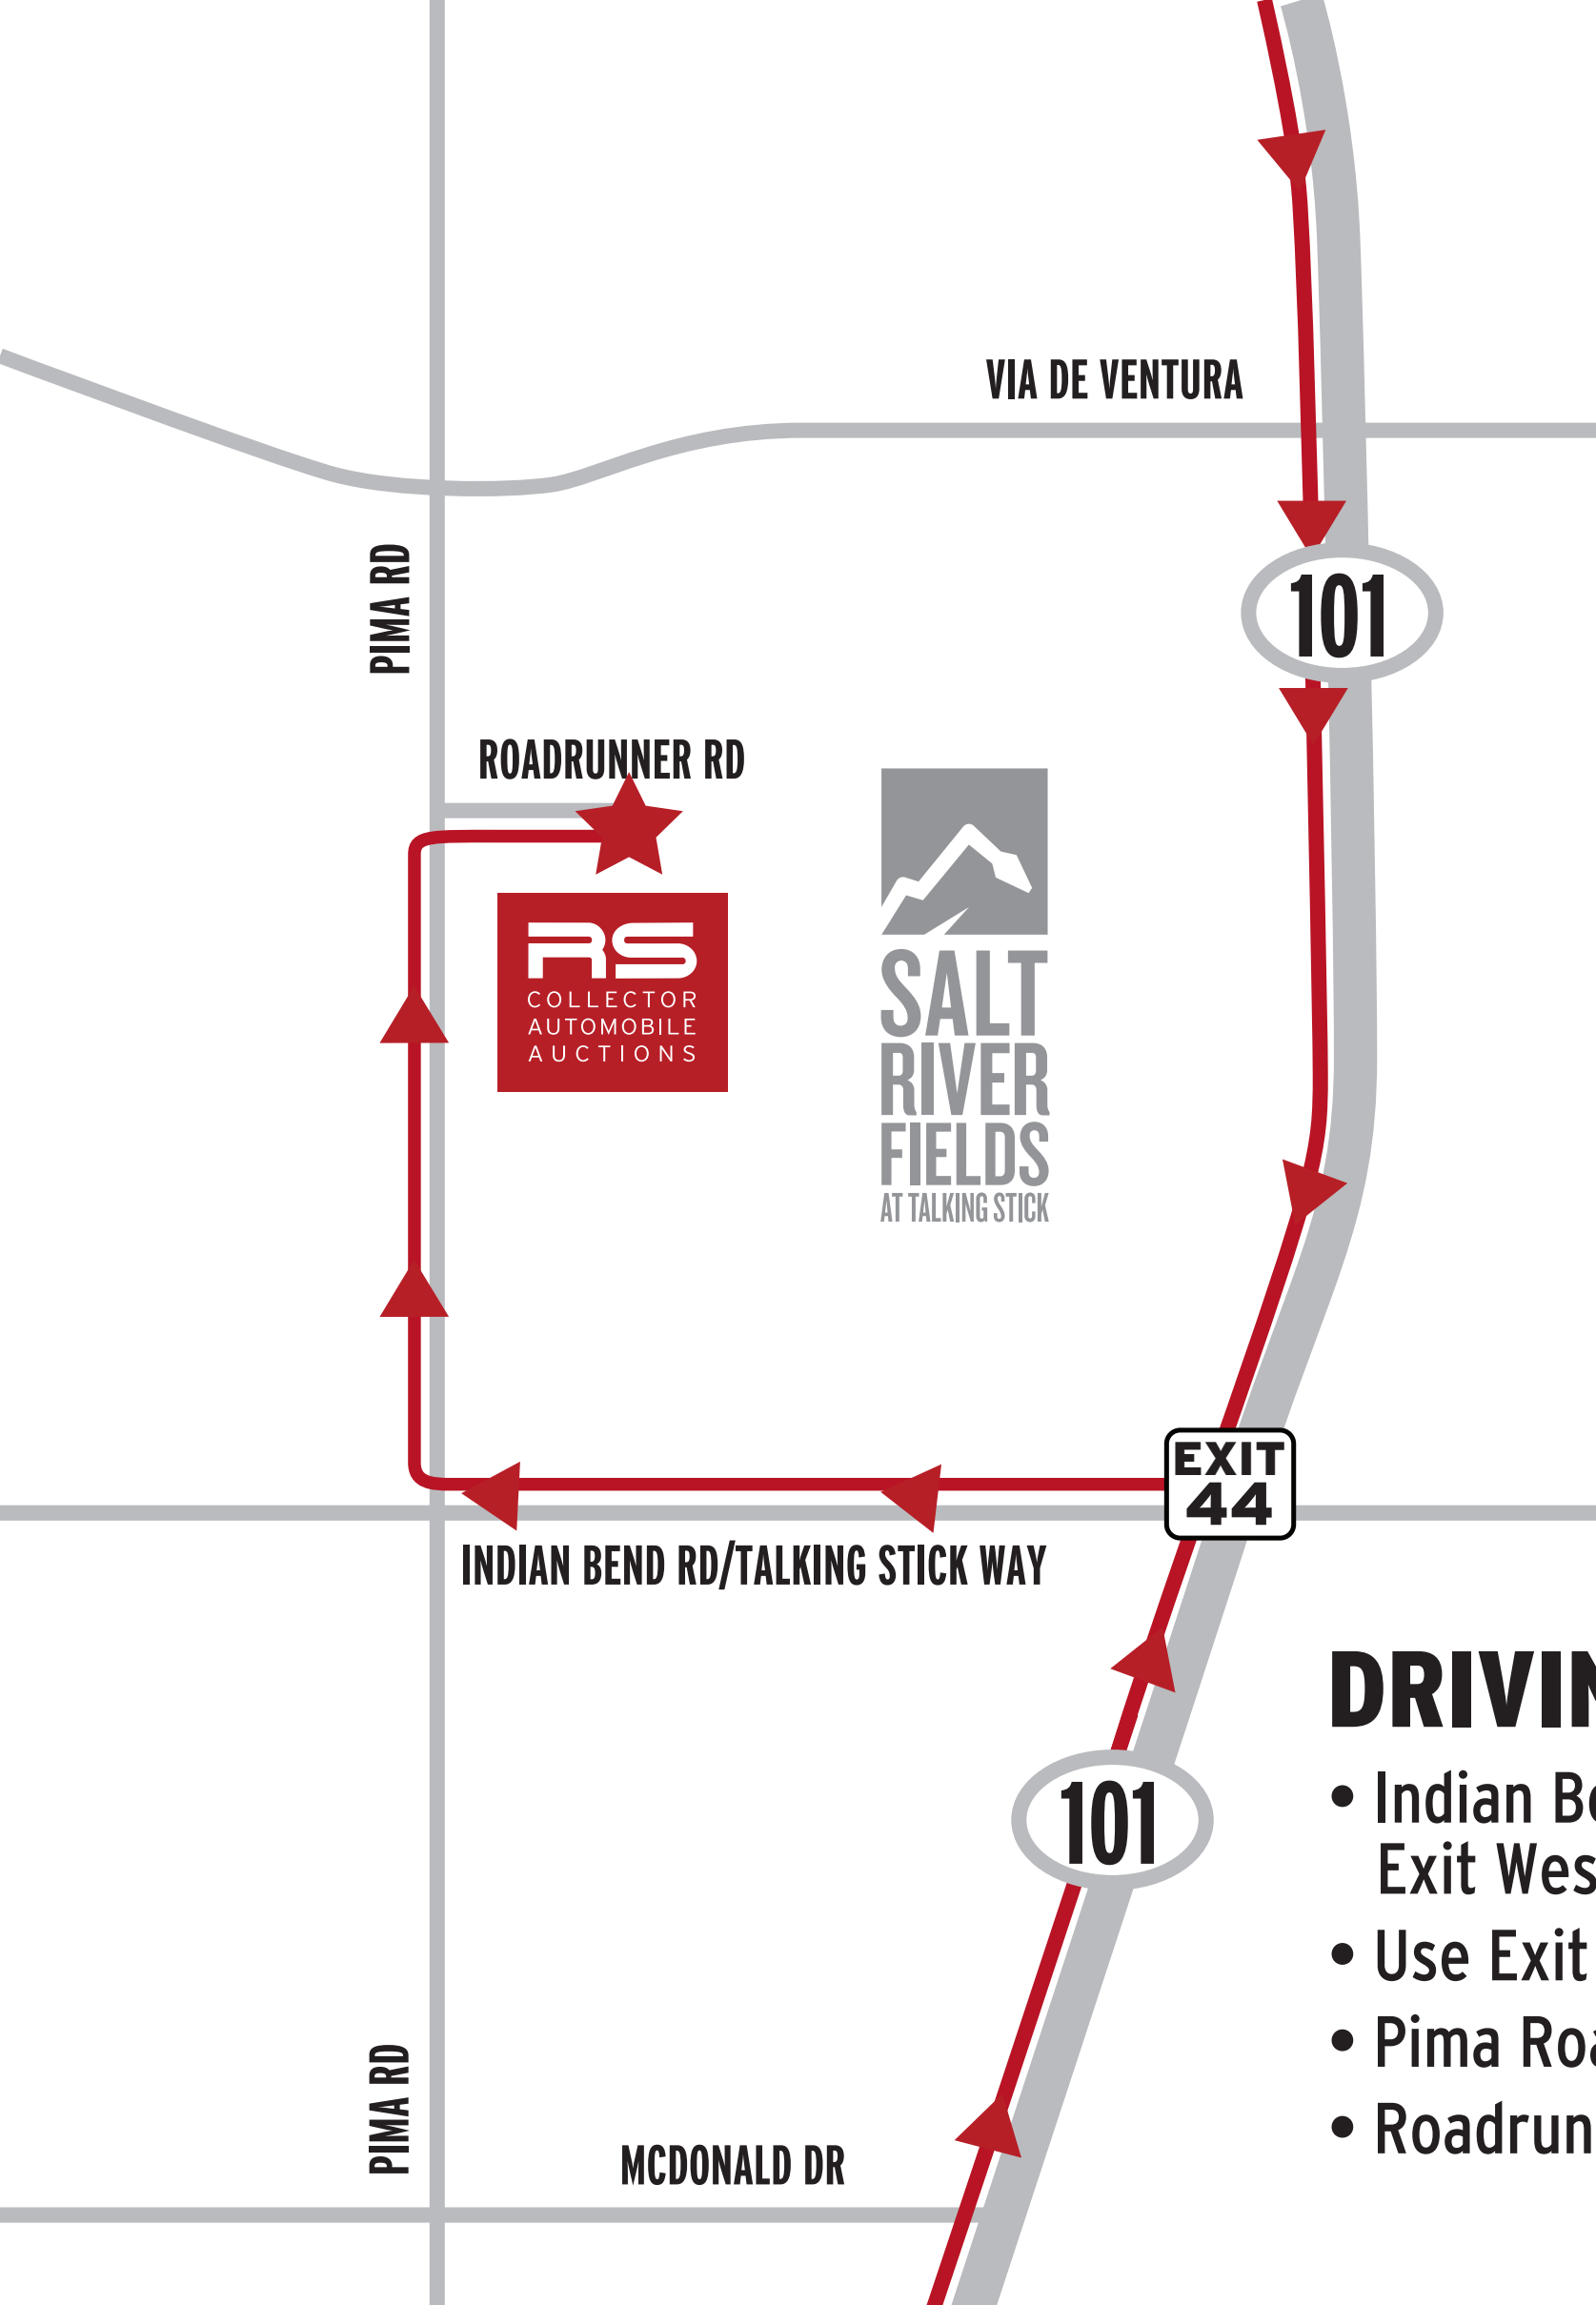 VIA DE VENTURA
PIMA RD
101
ROADRUNNER RD
RS
COLLECTOR
AUTOMOBILE
AUCTIONS
SALT
RIVER
FIELDS
AT TALKING STICK
EXIT
44
INDIAN BEND RD/TALKING STICK WAY
101
PIMA RD
MCDONALD DR
• Indian
Exit
• Use Exit
• Pima